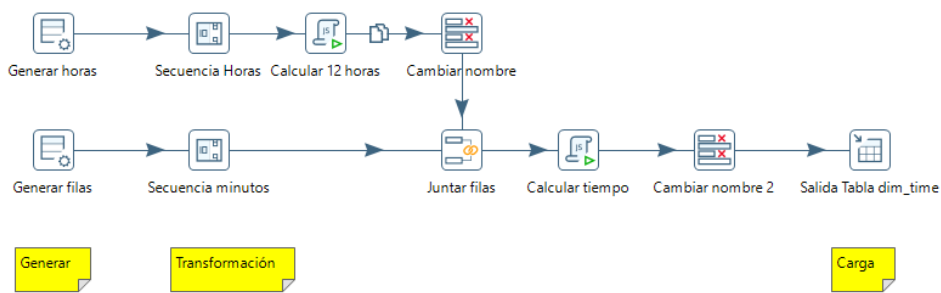 Generar horas
Secuencia Horas
Calcular 12 horas
Cambiar nombre
Generar filas
Secuencia minutos
Juntar filas
Calcular tiempo
Cambiar nombre 2
Salida Tabla dim_time
Generar
Transformación
Carga